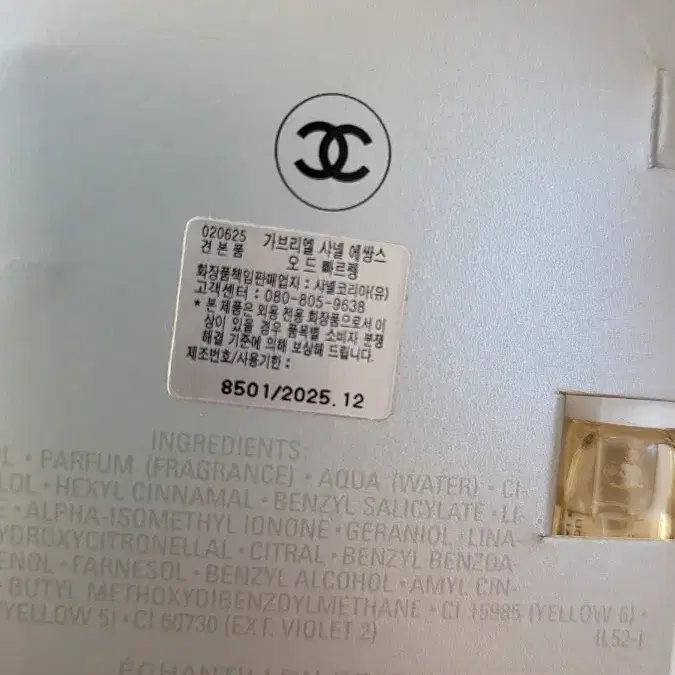 020625 가브리엘 샤넬 에쌍스
견 본 품 오 드 빠르펭
화장품책임판매업자 : 샤넬코리아(유)
고객센터 : 080-805-9638
* 본 제품은 외용 전용 화장품으로서 이
상이 있을 경우 품목별 소비자 분쟁
해결 기준에 의해 보상해 드립니다.
제조번호/사용기한 :
8501/2025.12
INGREDIENTS:
OL • PARFUM (FRAGRANCE) • AQUA (WATER) • CI-
LOL • HEXYL CINNAMAL • BENZYL SALICYLATE • LI-
E • ALPHA-ISOMETHYL IONONE • GERANIOL • LINA-
HYDROXYCITRONELLAL • CITRAL • BENZYL BENZOA-
ENOL • FARNESOL • BENZYL ALCOHOL • AMYL CIN-
• BUTYL METHOXYDIBENZOYLMETHANE • CI 15985 (YELLOW 6) •
(YELLOW 5) • CI 60730 (EXT. VIOLET 2) IL52-1
ÉCHANTILLON